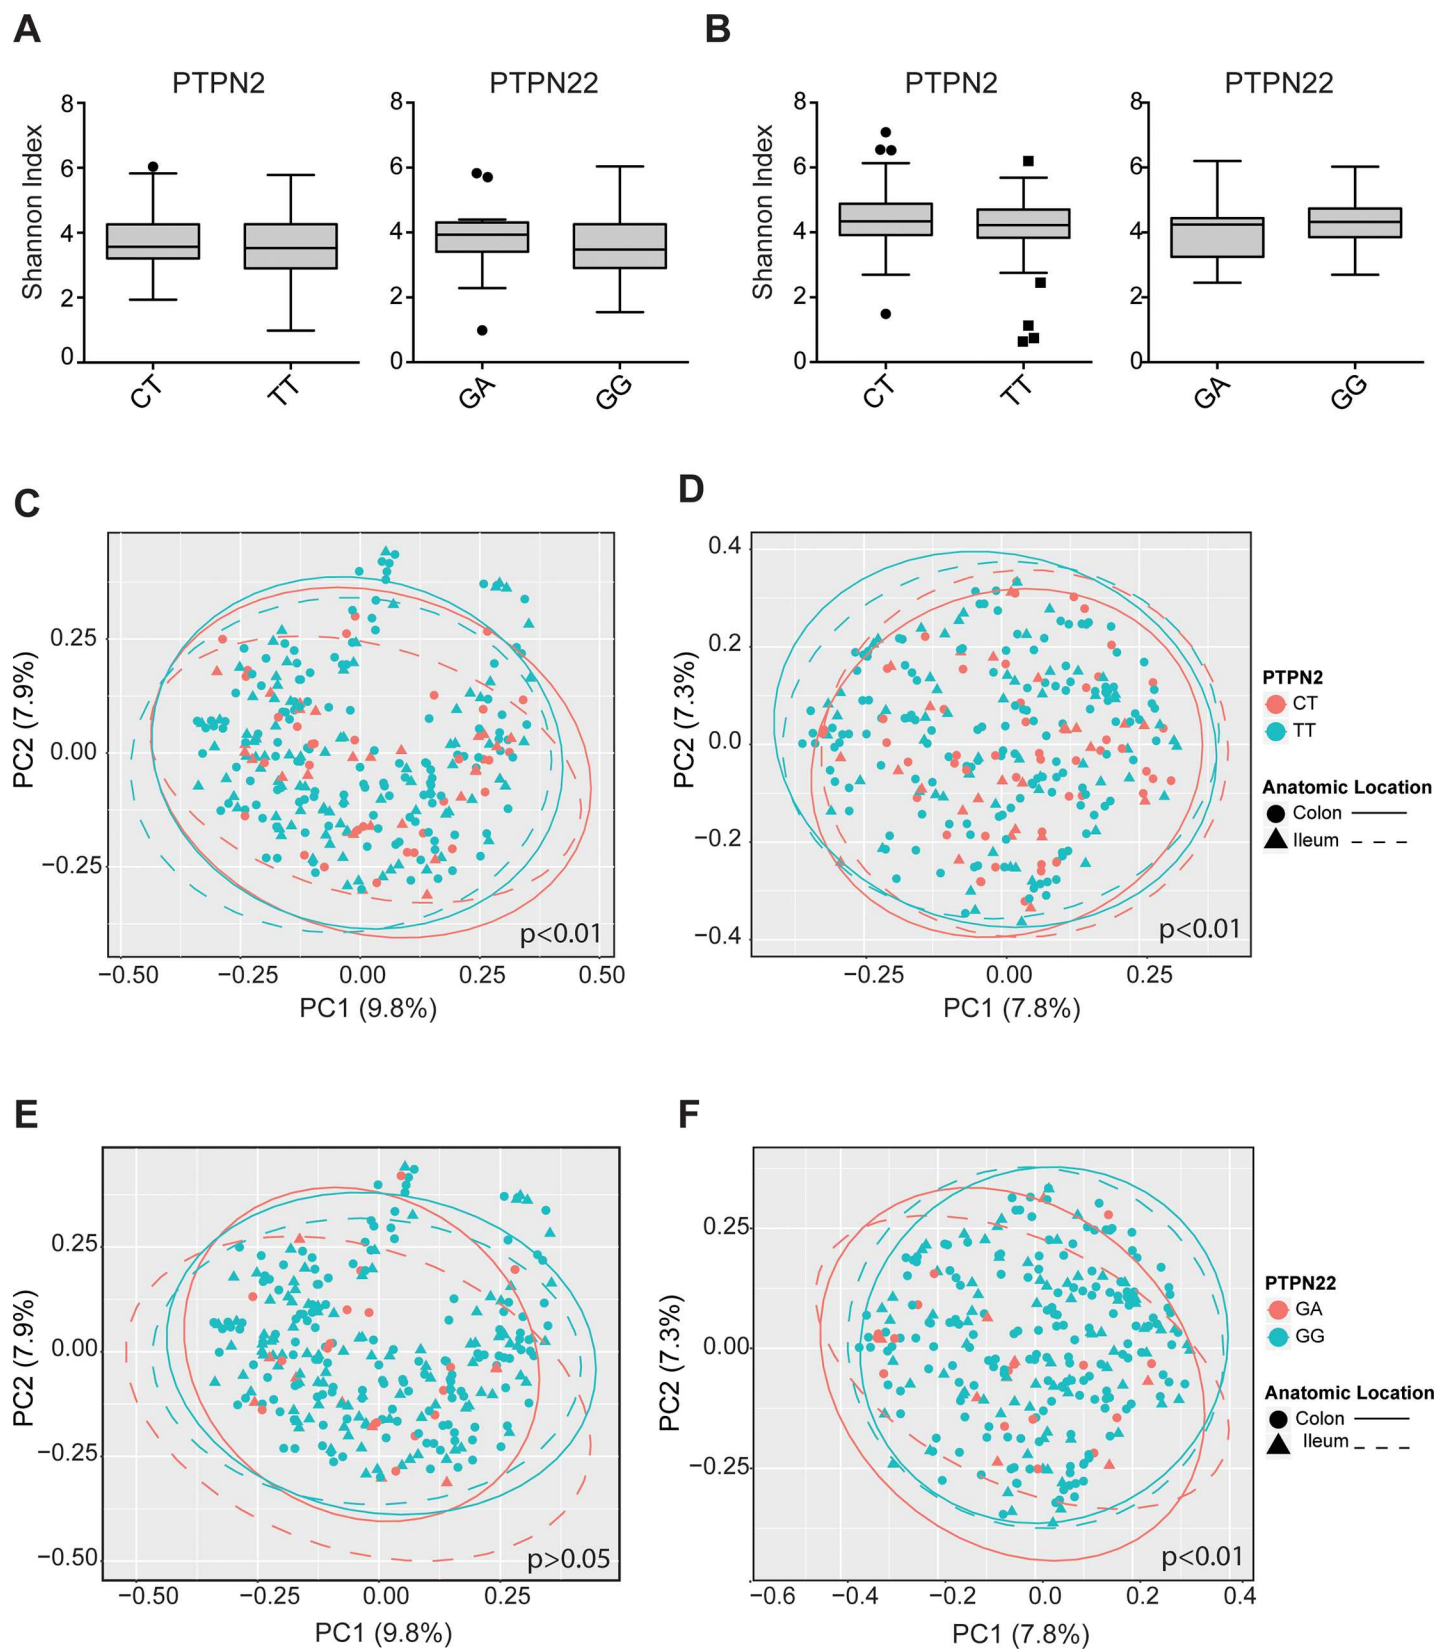 A
B
PTPN2
PTPN22
PTPN2
PTPN22
Shannon Index
8
6
4
2
0
CT
TT
8
6
4
2
0
GA
GG
Shannon Index
8
6
4
2
0
CT
TT
8
6
4
2
0
GA
GG
C
PC2 (7.9%)
0.25
0.00
−0.25
p<0.01
−0.50 −0.25 0.00 0.25 0.50
PC1 (9.8%)
D
PC2 (7.3%)
0.4
0.2
0.0
−0.2
−0.4
p<0.01
−0.25 0.00 0.25
PC1 (7.8%)
PTPN2
CT
TT
Anatomic Location
Colon
Ileum
E
PC2 (7.9%)
0.25
0.00
−0.25
−0.50
p>0.05
−0.50 −0.25 0.00 0.25
PC1 (9.8%)
F
PC2 (7.3%)
0.25
0.00
−0.25
p<0.01
−0.6 −0.4 −0.2 0.0 0.2 0.4
PC1 (7.8%)
PTPN22
GA
GG
Anatomic Location
Colon
Ileum